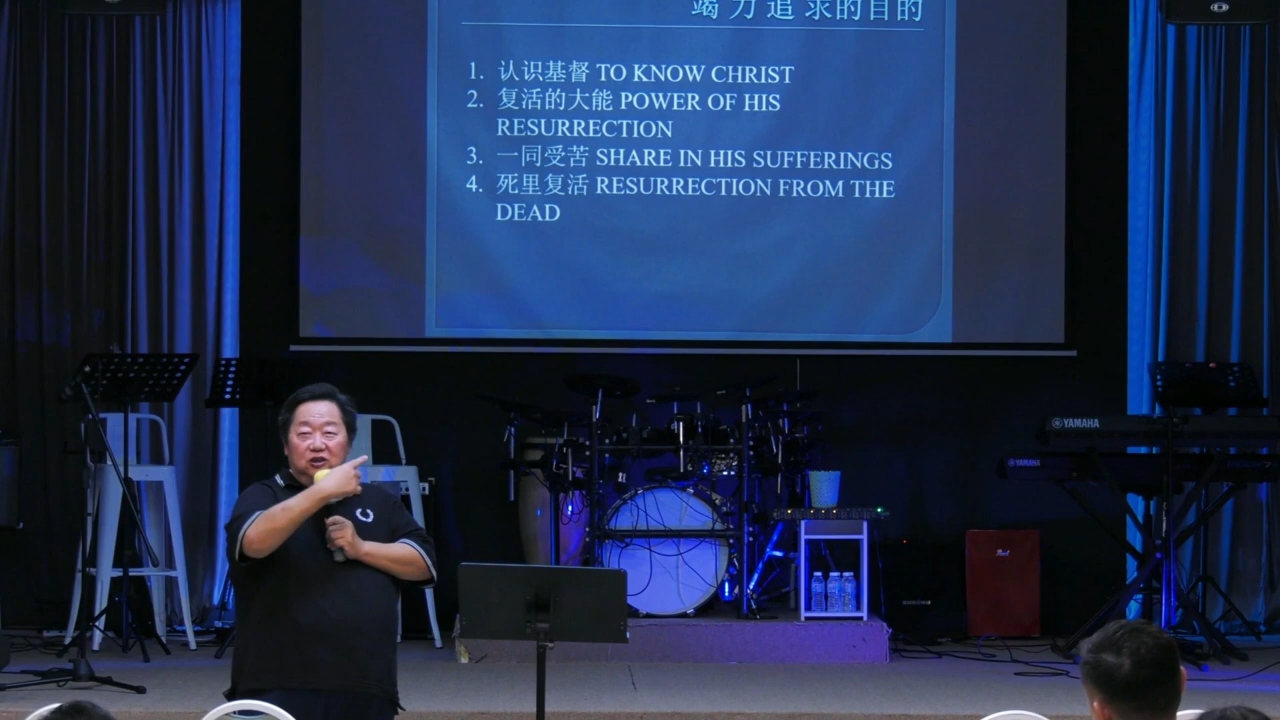 竭力追求的目的
1. 认识基督 TO KNOW CHRIST
2. 复活的大能 POWER OF HIS
RESURRECTION
3. 一同受苦 SHARE IN HIS SUFFERINGS
4. 死里复活 RESURRECTION FROM THE
DEAD
YAMAHA
YAMAHA
Pearl